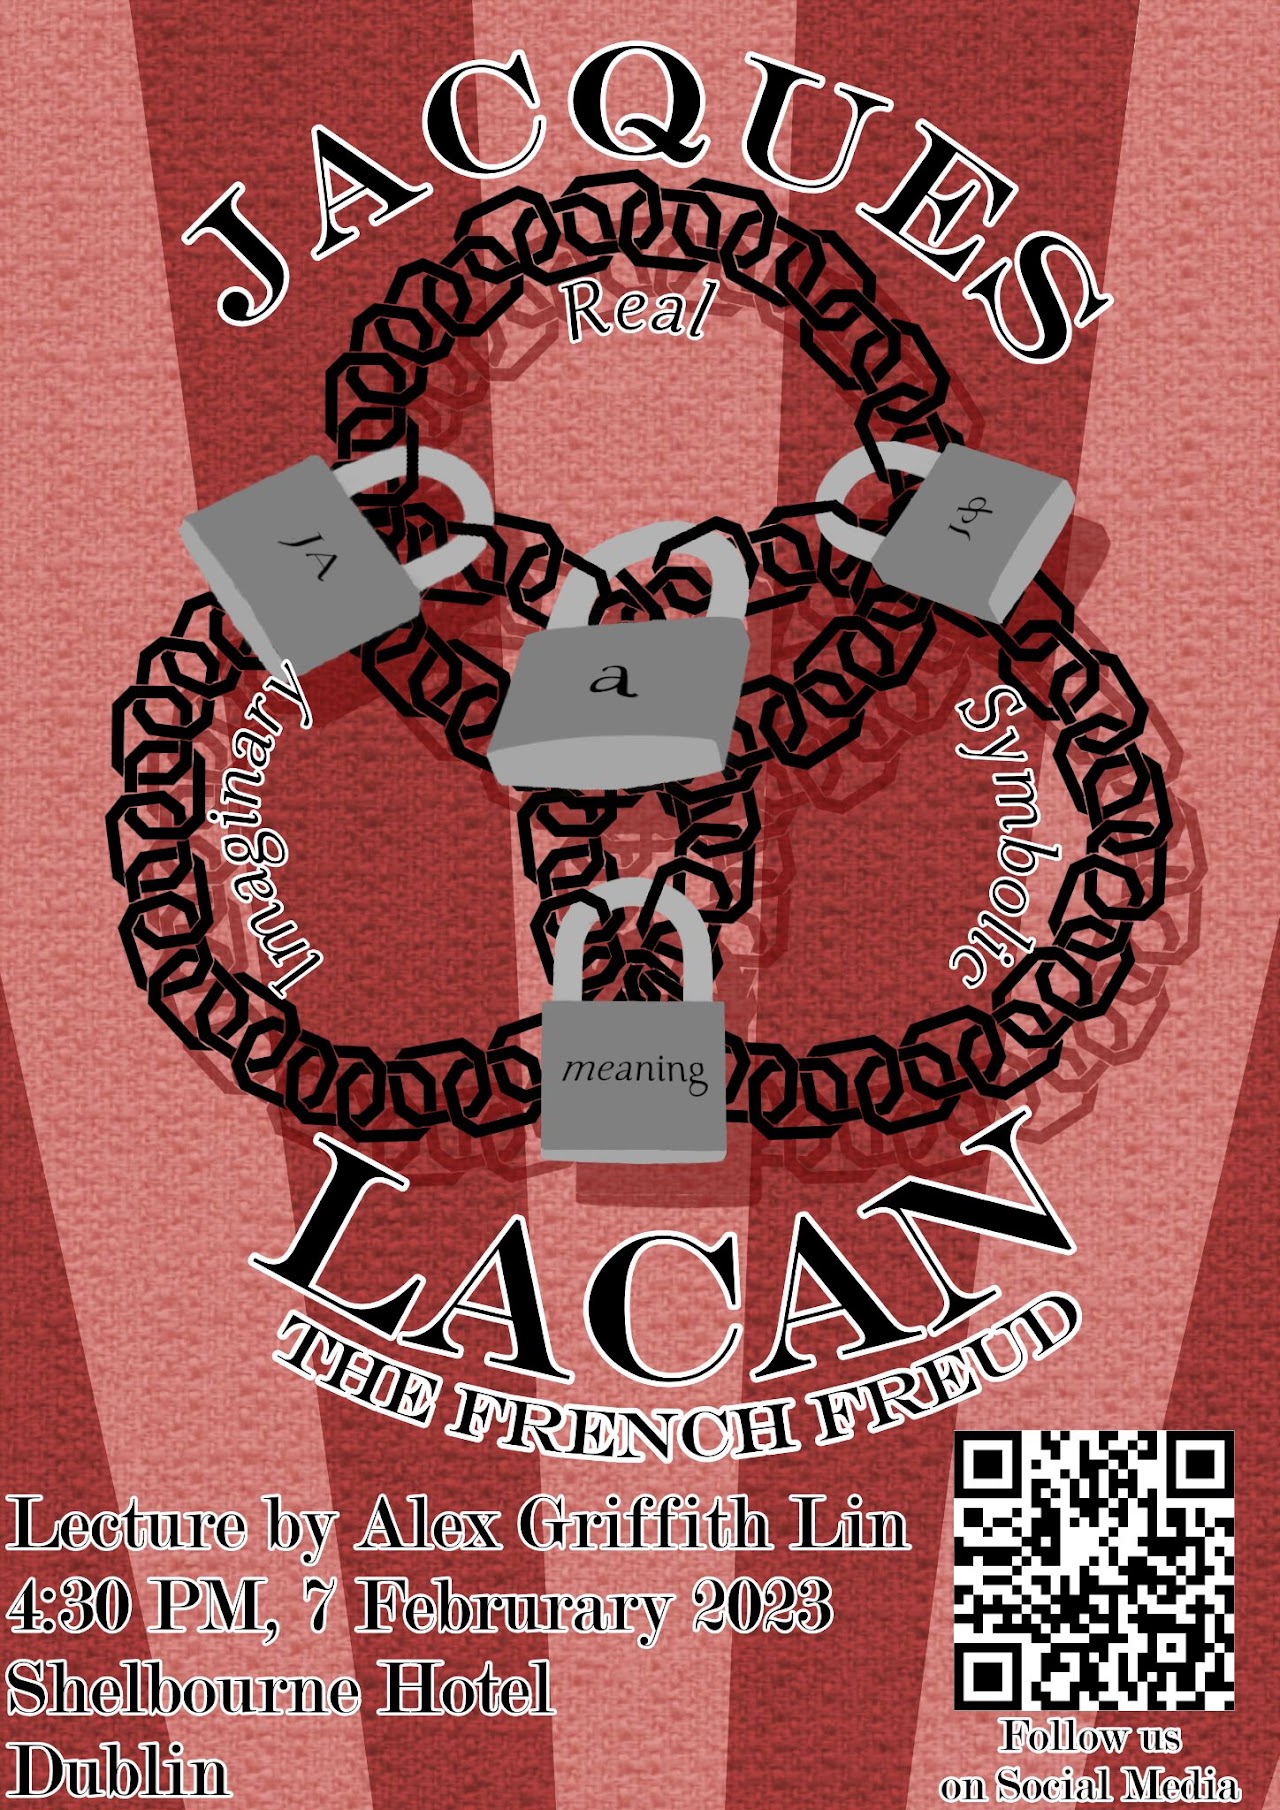 JACQUES
Real
JA
Jφ
a
Imaginary
Symbolic
meaning
LACAN
THE FRENCH FREUD
Lecture by Alex Griffith Lin
4:30 PM, 7 Februrary 2023
Shelbourne Hotel
Dublin
Follow us
on Social Media